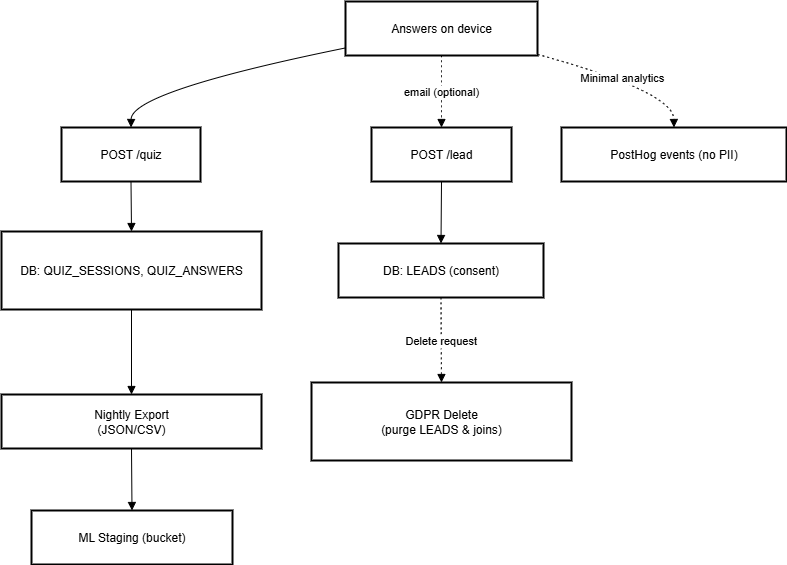 Answers on device
Minimal analytics
email (optional)
POST /quiz
POST /lead
PostHog events (no PII)
DB: QUIZ_SESSIONS, QUIZ_ANSWERS
DB: LEADS (consent)
Delete request
Nightly Export
(JSON/CSV)
GDPR Delete
(purge LEADS & joins)
ML Staging (bucket)